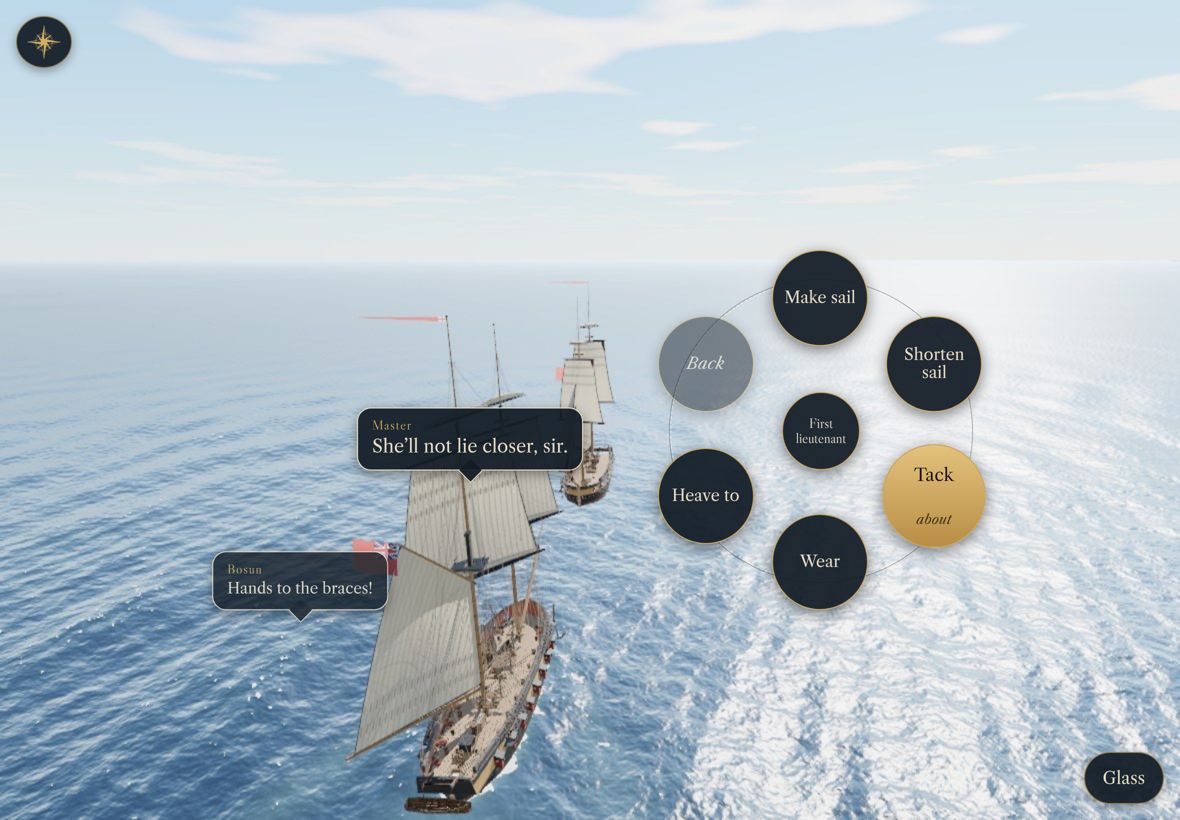 Make sail
Back
Shorten
sail
First
lieutenant
Master
She’ll not lie closer, sir.
Tack
about
Heave to
Wear
Bosun
Hands to the braces!
Glass